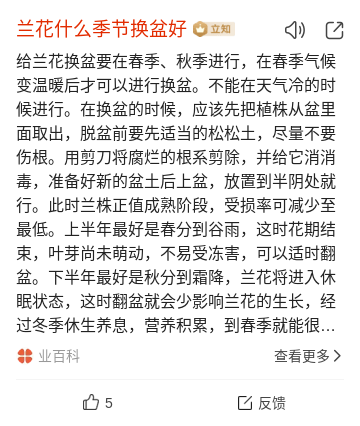 兰花什么季节换盆好 立知
给兰花换盆要在春季、秋季进行，在春季气候
变温暖后才可以进行换盆。不能在天气冷的时
候进行。在换盆的时候，应该先把植株从盆里
面取出，脱盆前要先适当的松松土，尽量不要
伤根。用剪刀将腐烂的根系剪除，并给它消消
毒，准备好新的盆土后上盆，放置到半阴处就
行。此时兰株正值成熟阶段，受损率可减少至
最低。上半年最好是春分到谷雨，这时花期结
束，叶芽尚未萌动，不易受冻害，可以适时翻
盆。下半年最好是秋分到霜降，兰花将进入休
眠状态，这时翻盆就会少影响兰花的生长，经
过冬季休生养息，营养积累，到春季就能很...
业百科 查看更多
5 反馈